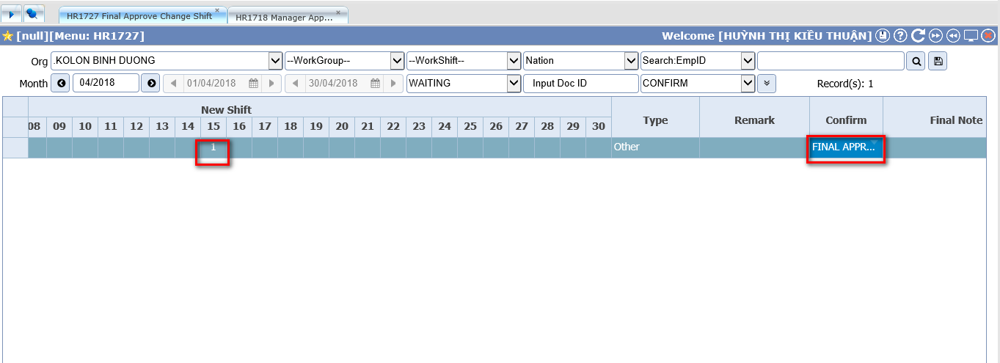 HR1727 Final Approve Change Shift × HR1718 Manager App... ×
[null][Menu: HR1727] Welcome [HUỲNH THỊ KIỀU THUẬN]
Org .KOLON BINH DUONG --WorkGroup-- --WorkShift-- Nation Search:EmpID
Month 04/2018 01/04/2018 30/04/2018 WAITING Input Doc ID CONFIRM Record(s): 1
New Shift Type Remark Confirm Final Note
08 09 10 11 12 13 14 15 16 17 18 19 20 21 22 23 24 25 26 27 28 29 30
1 Other FINAL APPR...